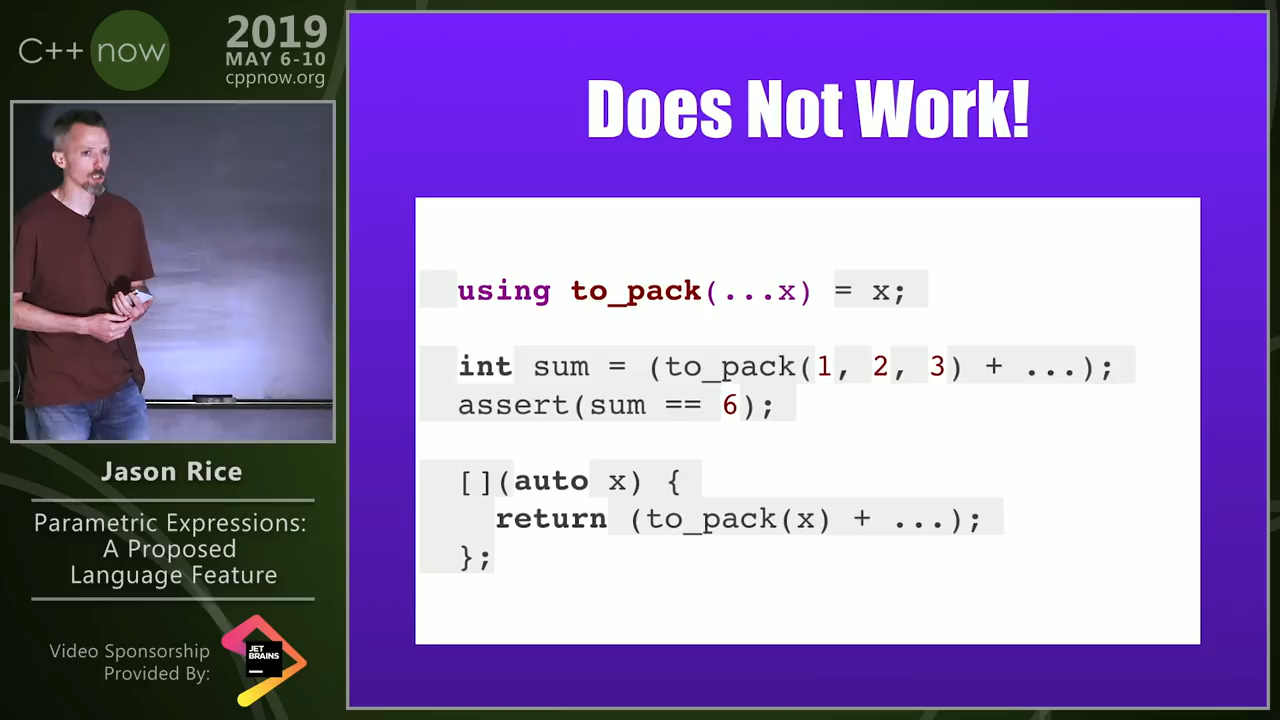 C++ now
2019
MAY 6-10
cppnow.org
Does Not Work!
using to_pack(...x) = x;
int sum = (to_pack(1, 2, 3) + ...);
assert(sum == 6);
[](auto x) {
return (to_pack(x) + ...);
};
Jason Rice
Parametric Expressions:
A Proposed
Language Feature
Video Sponsorship
Provided By:
JET
BRAINS